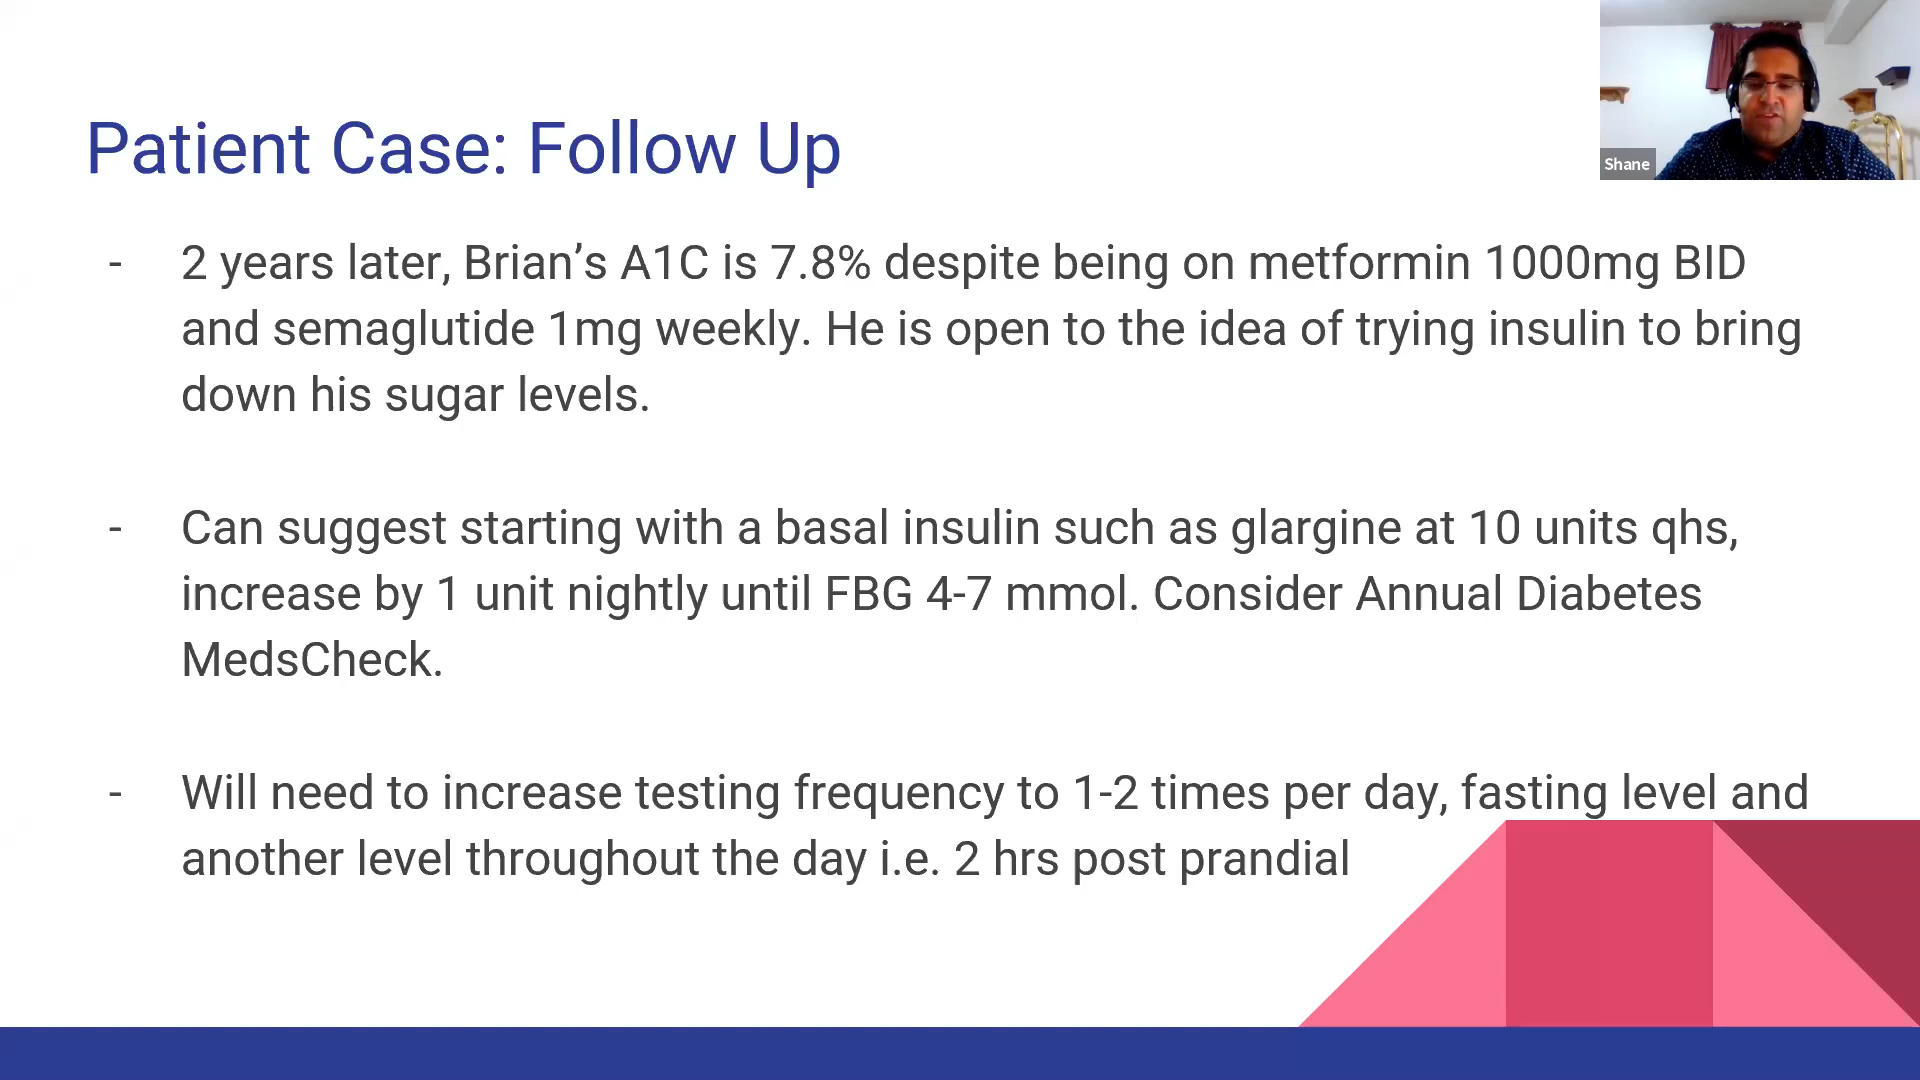 Patient Case: Follow Up
Shane
- 2 years later, Brian’s A1C is 7.8% despite being on metformin 1000mg BID
and semaglutide 1mg weekly. He is open to the idea of trying insulin to bring
down his sugar levels.
- Can suggest starting with a basal insulin such as glargine at 10 units qhs,
increase by 1 unit nightly until FBG 4-7 mmol. Consider Annual Diabetes
MedsCheck.
- Will need to increase testing frequency to 1-2 times per day, fasting level and
another level throughout the day i.e. 2 hrs post prandial